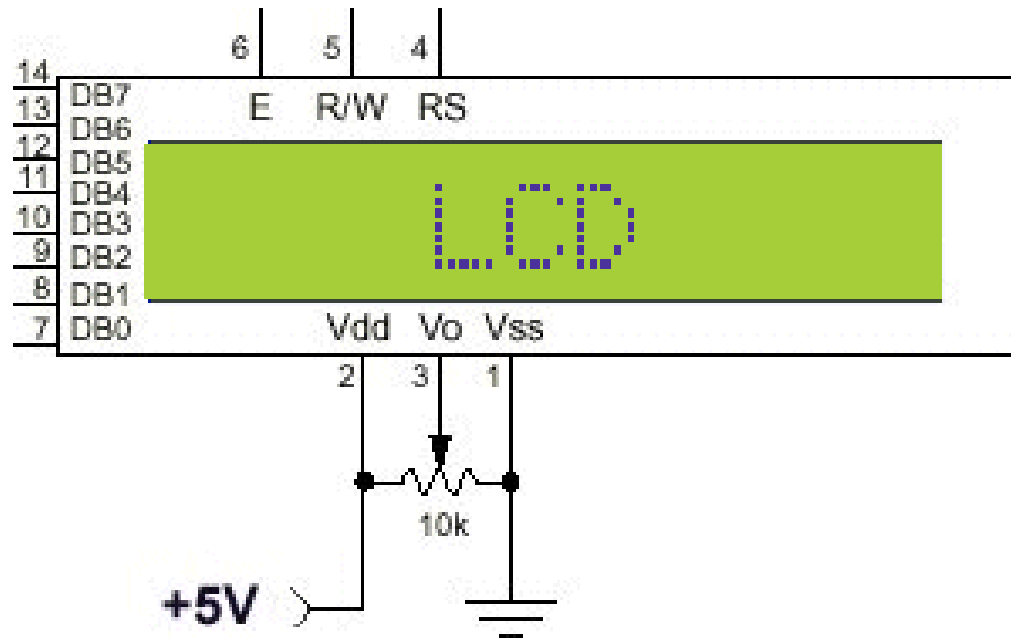 6 5 4
14 DB7
E R/W RS
13 DB6
12 DB5
11 DB4
10 DB3
9 DB2
8 DB1
7 DB0
LCD
Vdd Vo Vss
2 3 1
10k
+5V